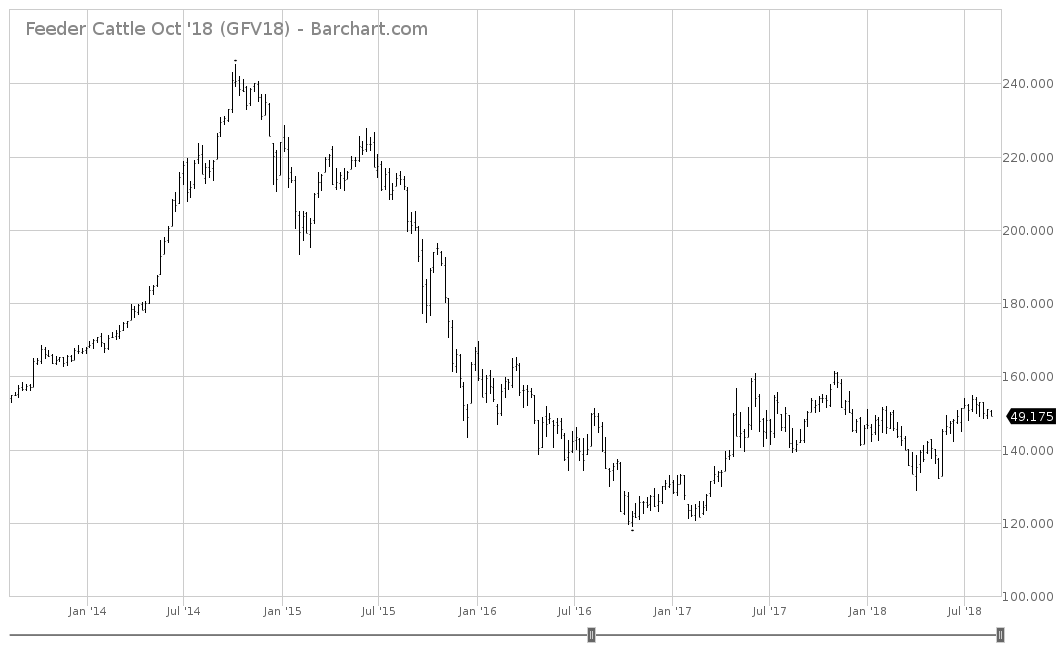 Feeder Cattle Oct '18 (GFV18) - Barchart.com
240.000
220.000
200.000
180.000
160.000
49.175
140.000
120.000
100.000
Jan '14
Jul '14
Jan '15
Jul '15
Jan '16
Jul '16
Jan '17
Jul '17
Jan '18
Jul '18